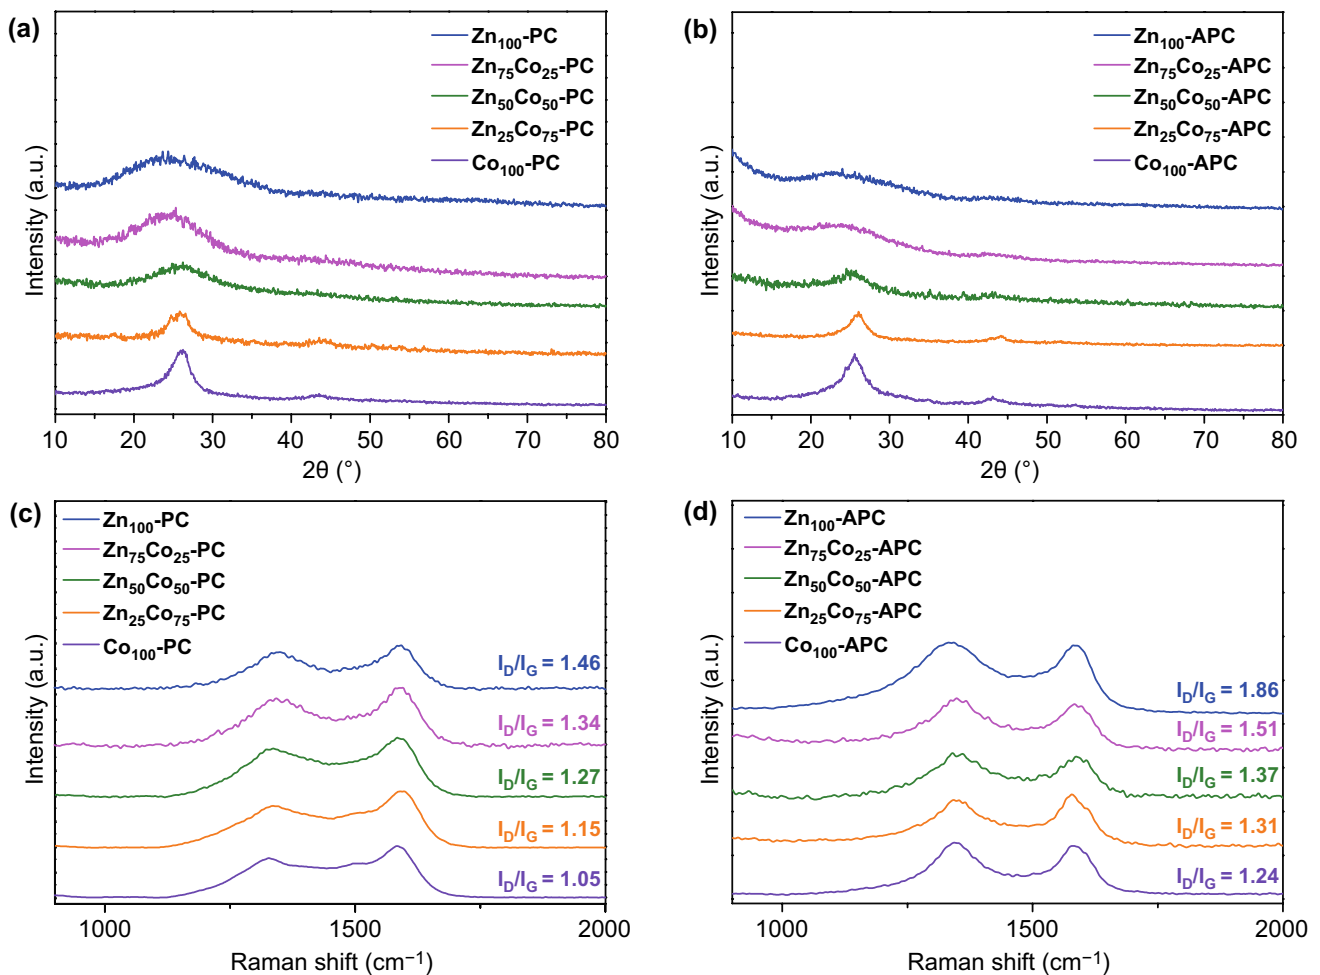 (a)
Zn100-PC
Zn75Co25-PC
Zn50Co50-PC
Zn25Co75-PC
Co100-PC
Intensity (a.u.)
10 20 30 40 50 60 70 80
2θ (°)
(b)
Zn100-APC
Zn75Co25-APC
Zn50Co50-APC
Zn25Co75-APC
Co100-APC
Intensity (a.u.)
10 20 30 40 50 60 70 80
2θ (°)
(c)
Zn100-PC
Zn75Co25-PC
Zn50Co50-PC
Zn25Co75-PC
Co100-PC
ID/IG = 1.46
ID/IG = 1.34
ID/IG = 1.27
ID/IG = 1.15
ID/IG = 1.05
Intensity (a.u.)
1000 1500 2000
Raman shift (cm−1)
(d)
Zn100-APC
Zn75Co25-APC
Zn50Co50-APC
Zn25Co75-APC
Co100-APC
ID/IG = 1.86
ID/IG = 1.51
ID/IG = 1.37
ID/IG = 1.31
ID/IG = 1.24
Intensity (a.u.)
1000 1500 2000
Raman shift (cm−1)